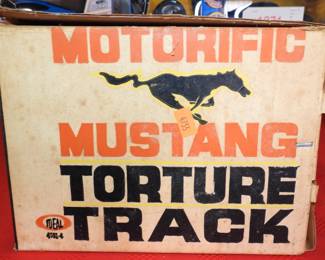 MOTORIFIC
MUSTANG
TORTURE
TRACK
IDEAL